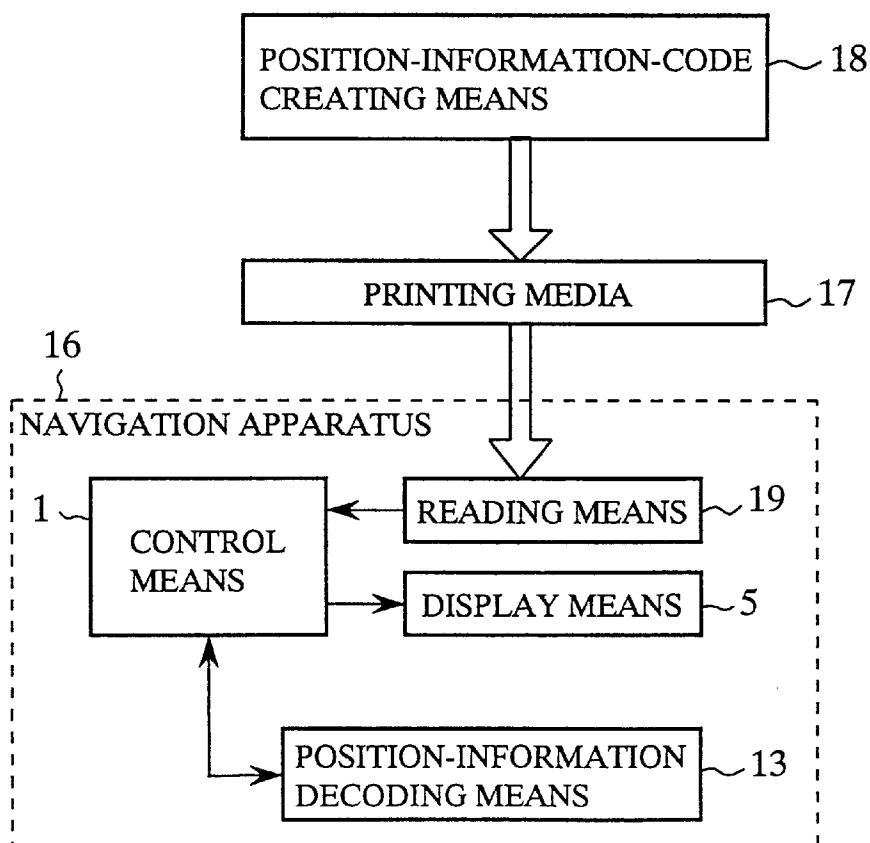 POSITION-INFORMATION-CODE
CREATING MEANS
18
PRINTING MEDIA
17
16
NAVIGATION APPARATUS
1
CONTROL
MEANS
READING MEANS
19
DISPLAY MEANS
5
POSITION-INFORMATION
DECODING MEANS
13